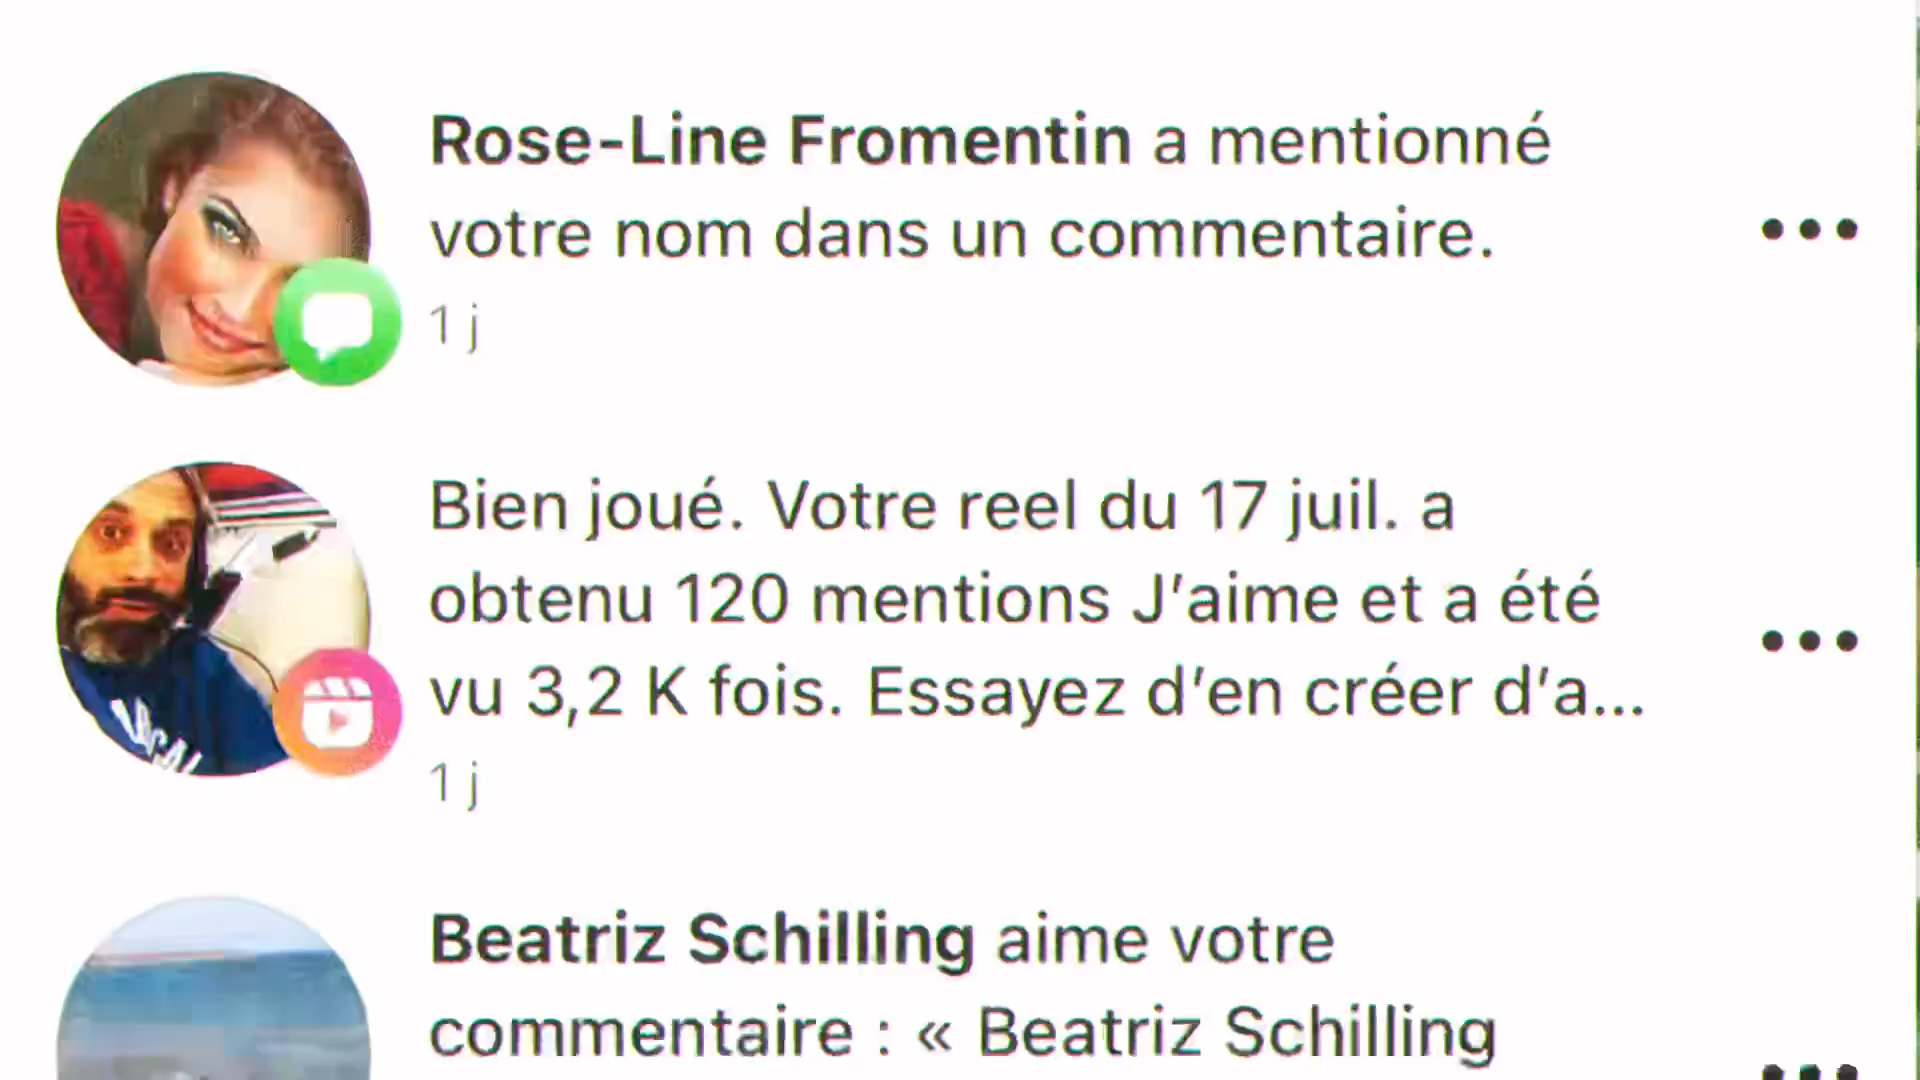 Rose-Line Fromentin a mentionné
votre nom dans un commentaire.
1 j
Bien joué. Votre reel du 17 juil. a
obtenu 120 mentions J’aime et a été
vu 3,2 K fois. Essayez d’en créer d’a...
1 j
Beatriz Schilling aime votre
commentaire : « Beatriz Schilling